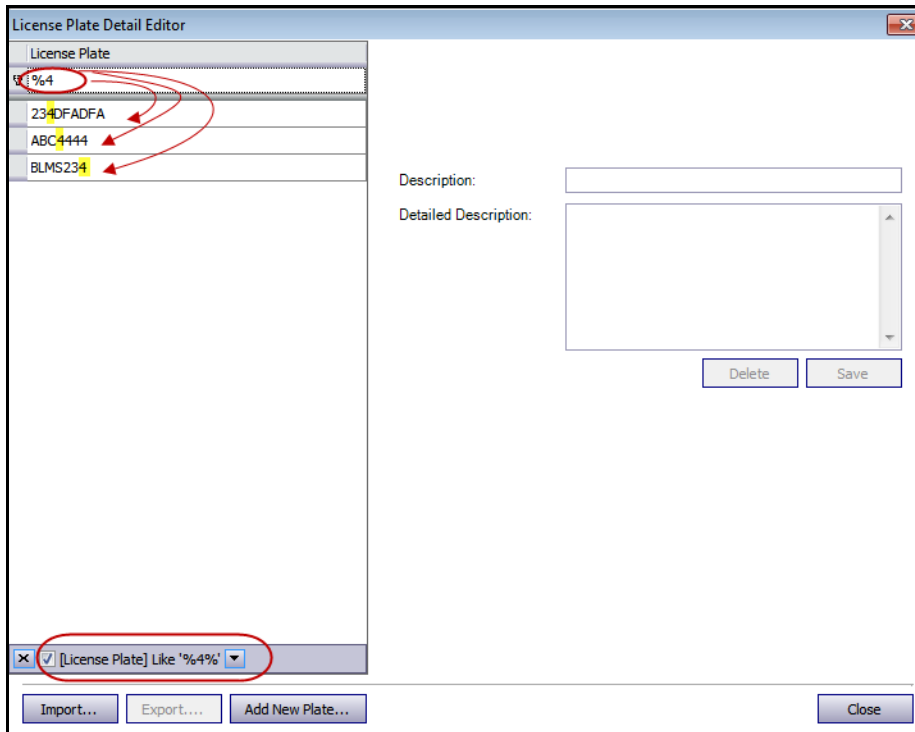 License Plate Detail Editor
License Plate
%4
234DFADFA
ABC4444
BLMS234
Description:
Detailed Description:
Delete Save
[License Plate] Like '%4%'
Import... Export.... Add New Plate... Close